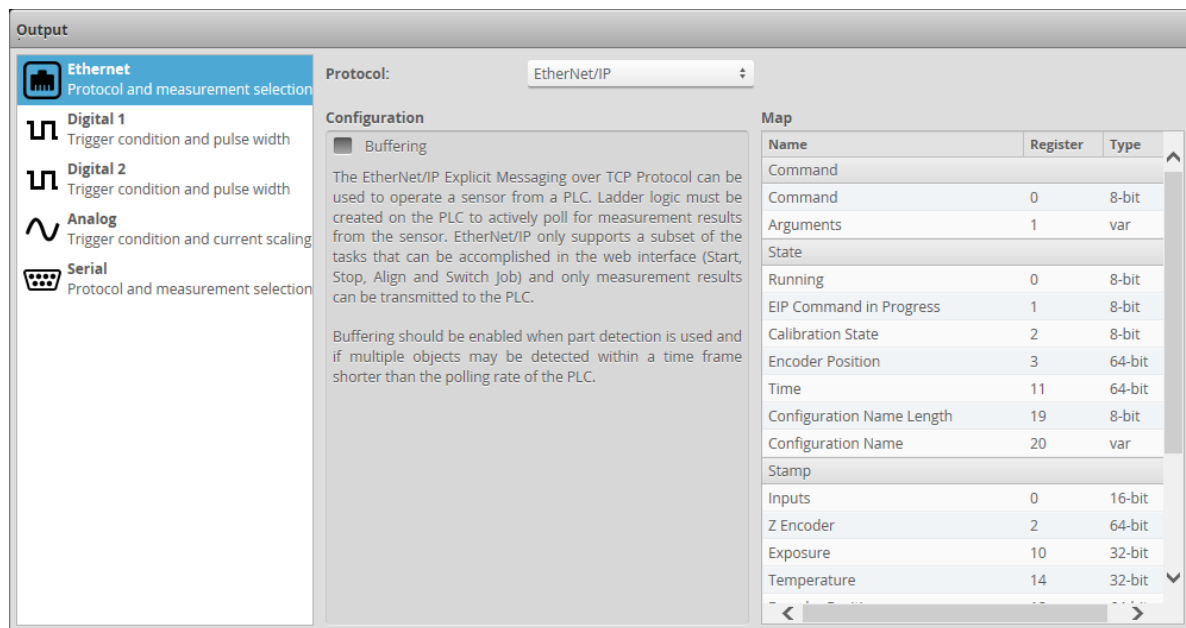 Output
Ethernet
Protocol and measurement selection
Digital 1
Trigger condition and pulse width
Digital 2
Trigger condition and pulse width
Analog
Trigger condition and current scaling
Serial
Protocol and measurement selection
Protocol: EtherNet/IP
Configuration
Buffering
The EtherNet/IP Explicit Messaging over TCP Protocol can be
used to operate a sensor from a PLC. Ladder logic must be
created on the PLC to actively poll for measurement results
from the sensor. EtherNet/IP only supports a subset of the
tasks that can be accomplished in the web interface (Start,
Stop, Align and Switch Job) and only measurement results
can be transmitted to the PLC.
Buffering should be enabled when part detection is used and
if multiple objects may be detected within a time frame
shorter than the polling rate of the PLC.
Map
Name Register Type
Command
Command 0 8-bit
Arguments 1 var
State
Running 0 8-bit
EIP Command in Progress 1 8-bit
Calibration State 2 8-bit
Encoder Position 3 64-bit
Time 11 64-bit
Configuration Name Length 19 8-bit
Configuration Name 20 var
Stamp
Inputs 0 16-bit
Z Encoder 2 64-bit
Exposure 10 32-bit
Temperature 14 32-bit